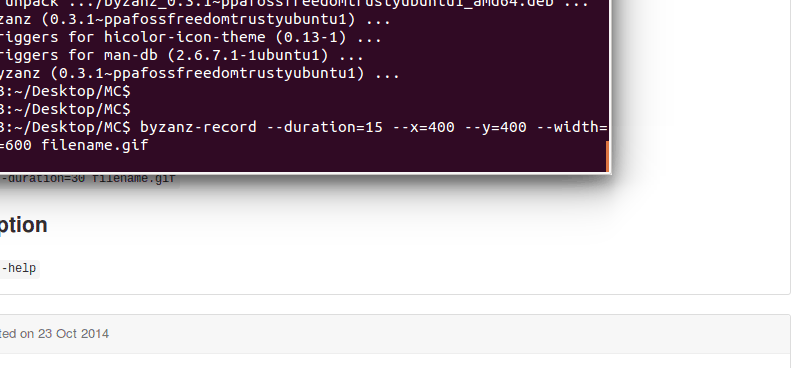 unpack .../byzanz_0.3.1~ppafossfreedomtrustyubuntu1_amd64.deb ...
zanz (0.3.1~ppafossfreedomtrustyubuntu1) ...
riggers for hicolor-icon-theme (0.13-1) ...
riggers for man-db (2.6.7.1-1ubuntu1) ...
yzanz (0.3.1~ppafossfreedomtrustyubuntu1) ...
3:~/Desktop/MC$
3:~/Desktop/MC$
3:~/Desktop/MC$ byzanz-record --duration=15 --x=400 --y=400 --width=
=600 filename.gif
-duration=30 filename.gif
ption
-help
ted on 23 Oct 2014